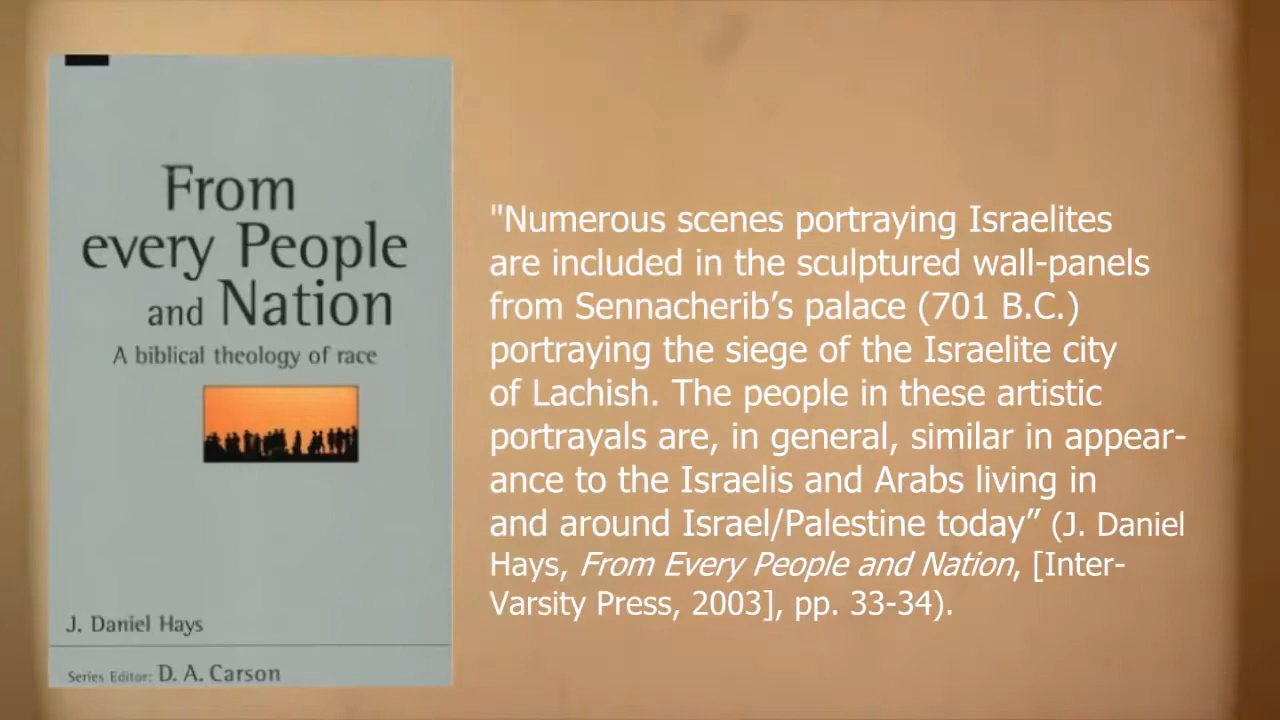 From
every People
and Nation
A biblical theology of race
J. Daniel Hays
Series Editor: D. A. Carson
"Numerous scenes portraying Israelites
are included in the sculptured wall-panels
from Sennacherib’s palace (701 B.C.)
portraying the siege of the Israelite city
of Lachish. The people in these artistic
portrayals are, in general, similar in appear-
ance to the Israelis and Arabs living in
and around Israel/Palestine today” (J. Daniel
Hays, From Every People and Nation, [Inter-
Varsity Press, 2003], pp. 33-34).